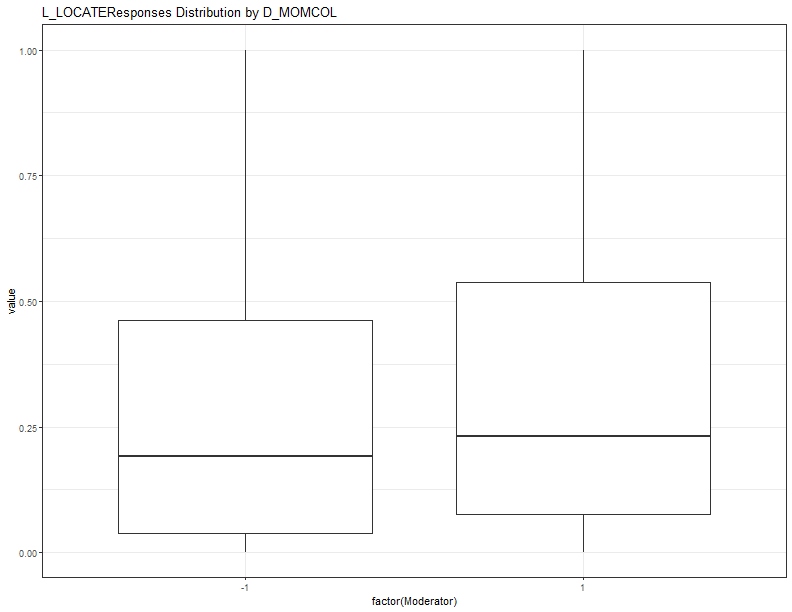 L_LOCATEResponses Distribution by D_MOMCOL
1.00
0.75
value
0.50
0.25
0.00
-1
1
factor(Moderator)